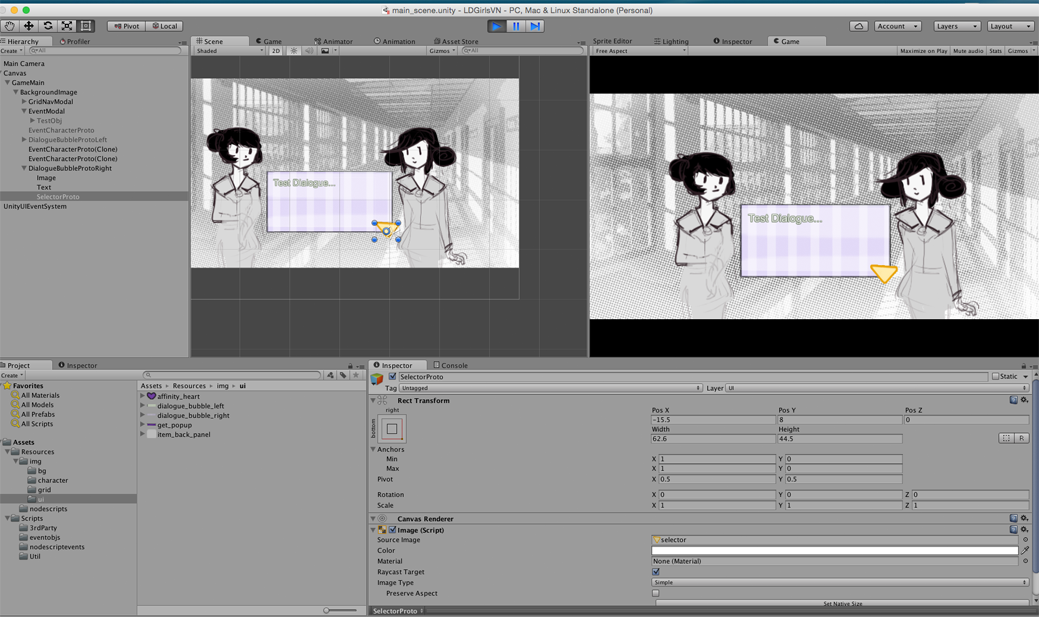 main_scene.unity - LDGirlsVN - PC, Mac & Linux Standalone (Personal)
Pivot Local Account Layers Layout
Hierarchy Profiler
Create All
Main Camera
Canvas
GameMain
BackgroundImage
GridNavModal
EventModal
TestObj
EventCharacterProto
DialogueBubbleProtoLeft
EventCharacterProto(Clone)
EventCharacterProto(Clone)
DialogueBubbleProtoRight
Image
Text
SelectorProto
UnityUIEventSystem
Scene Game Animator Animation Asset Store
Shaded 2D Gizmos All
Test Dialogue...
Sprite Editor Lighting Inspector Game
Free Aspect Maximize on Play Mute audio Stats Gizmos
Test Dialogue...
Project Inspector
Create
Favorites
All Materials
All Models
All Prefabs
All Scripts
Assets
Resources
img
bg
character
grid
ui
nodescripts
Scripts
3rdParty
eventobjs
nodescriptevents
Util
Assets Resources img ui
affinity_heart
dialogue_bubble_left
dialogue_bubble_right
get_popup
item_back_panel
Inspector Console
SelectorProto Static
Tag Untagged Layer UI
Rect Transform
right
bottom
Pos X Pos Y Pos Z
-15.5 8 0
Width Height
62.6 44.5
R
Anchors
Min X 1 Y 0
Max X 1 Y 0
Pivot X 0.5 Y 0.5
Rotation X 0 Y 0 Z 0
Scale X 1 Y 1 Z 1
Canvas Renderer
Image (Script)
Source Image selector
Color
Material None (Material)
Raycast Target
Image Type Simple
Preserve Aspect
Set Native Size
SelectorProto